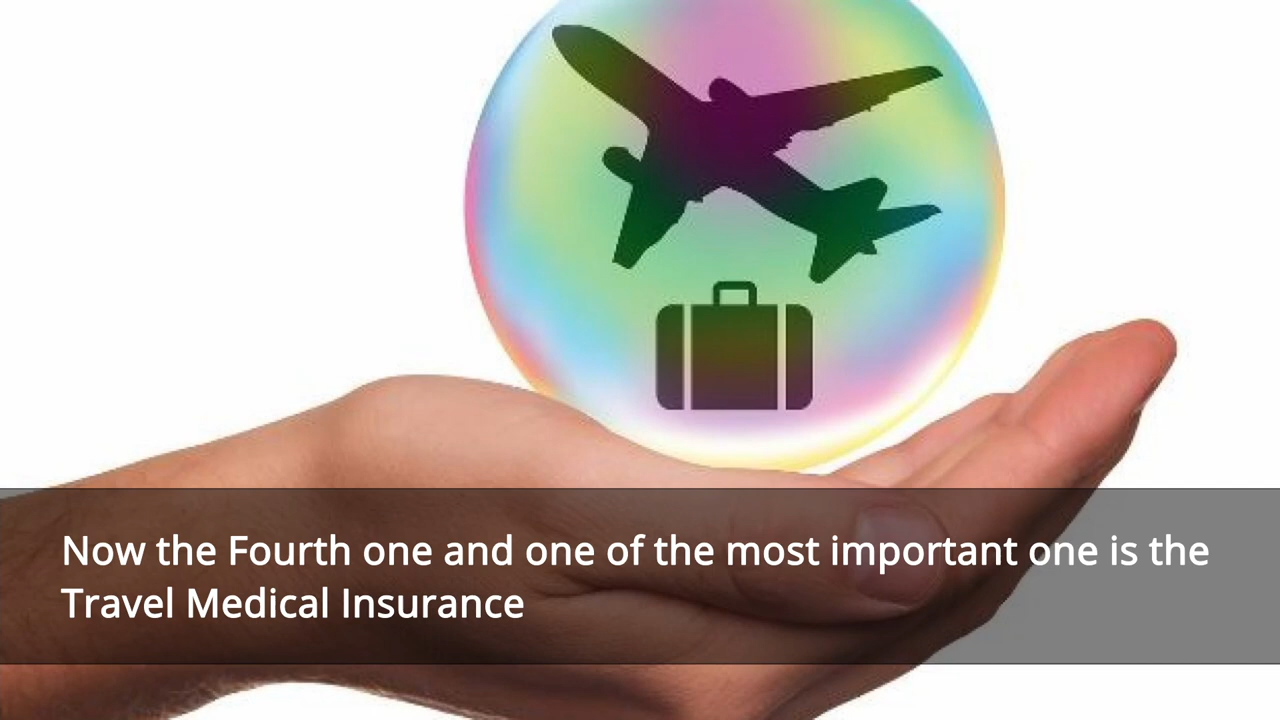 Now the Fourth one and one of the most important one is the
Travel Medical Insurance